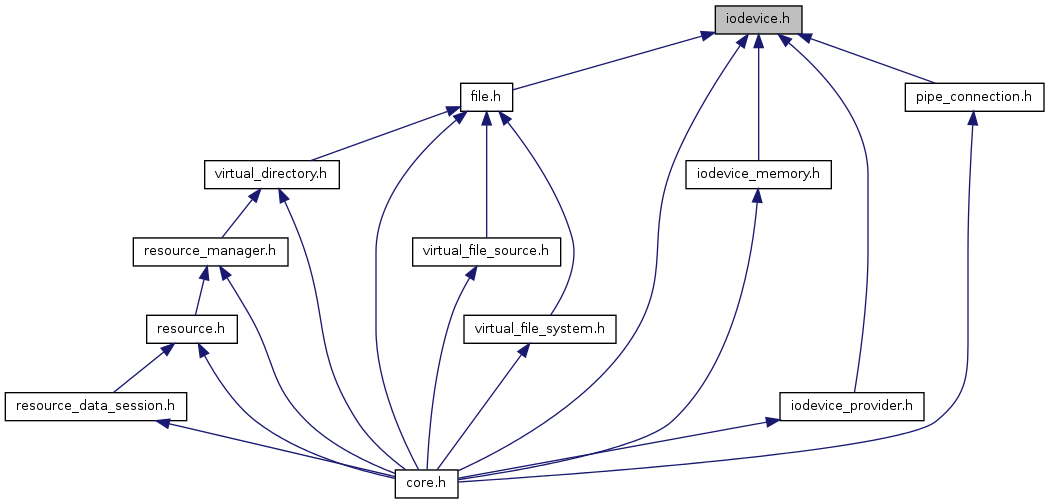 iodevice.h
file.h
pipe_connection.h
virtual_directory.h
iodevice_memory.h
resource_manager.h
virtual_file_source.h
resource.h
virtual_file_system.h
resource_data_session.h
iodevice_provider.h
core.h